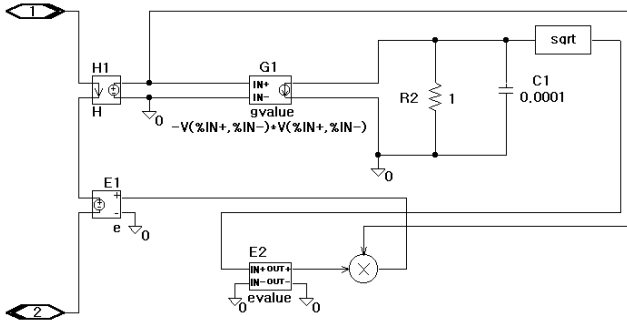 1
sqrt
H1
G1
IN+
IN-
C1
0.0001
R2
1
H
0
gvalue
-V(%IN+,%IN-)*V(%IN+,%IN-)
0
E1
+
-
e
0
E2
IN+OUT+
IN-OUT-
0
evalue
0
2